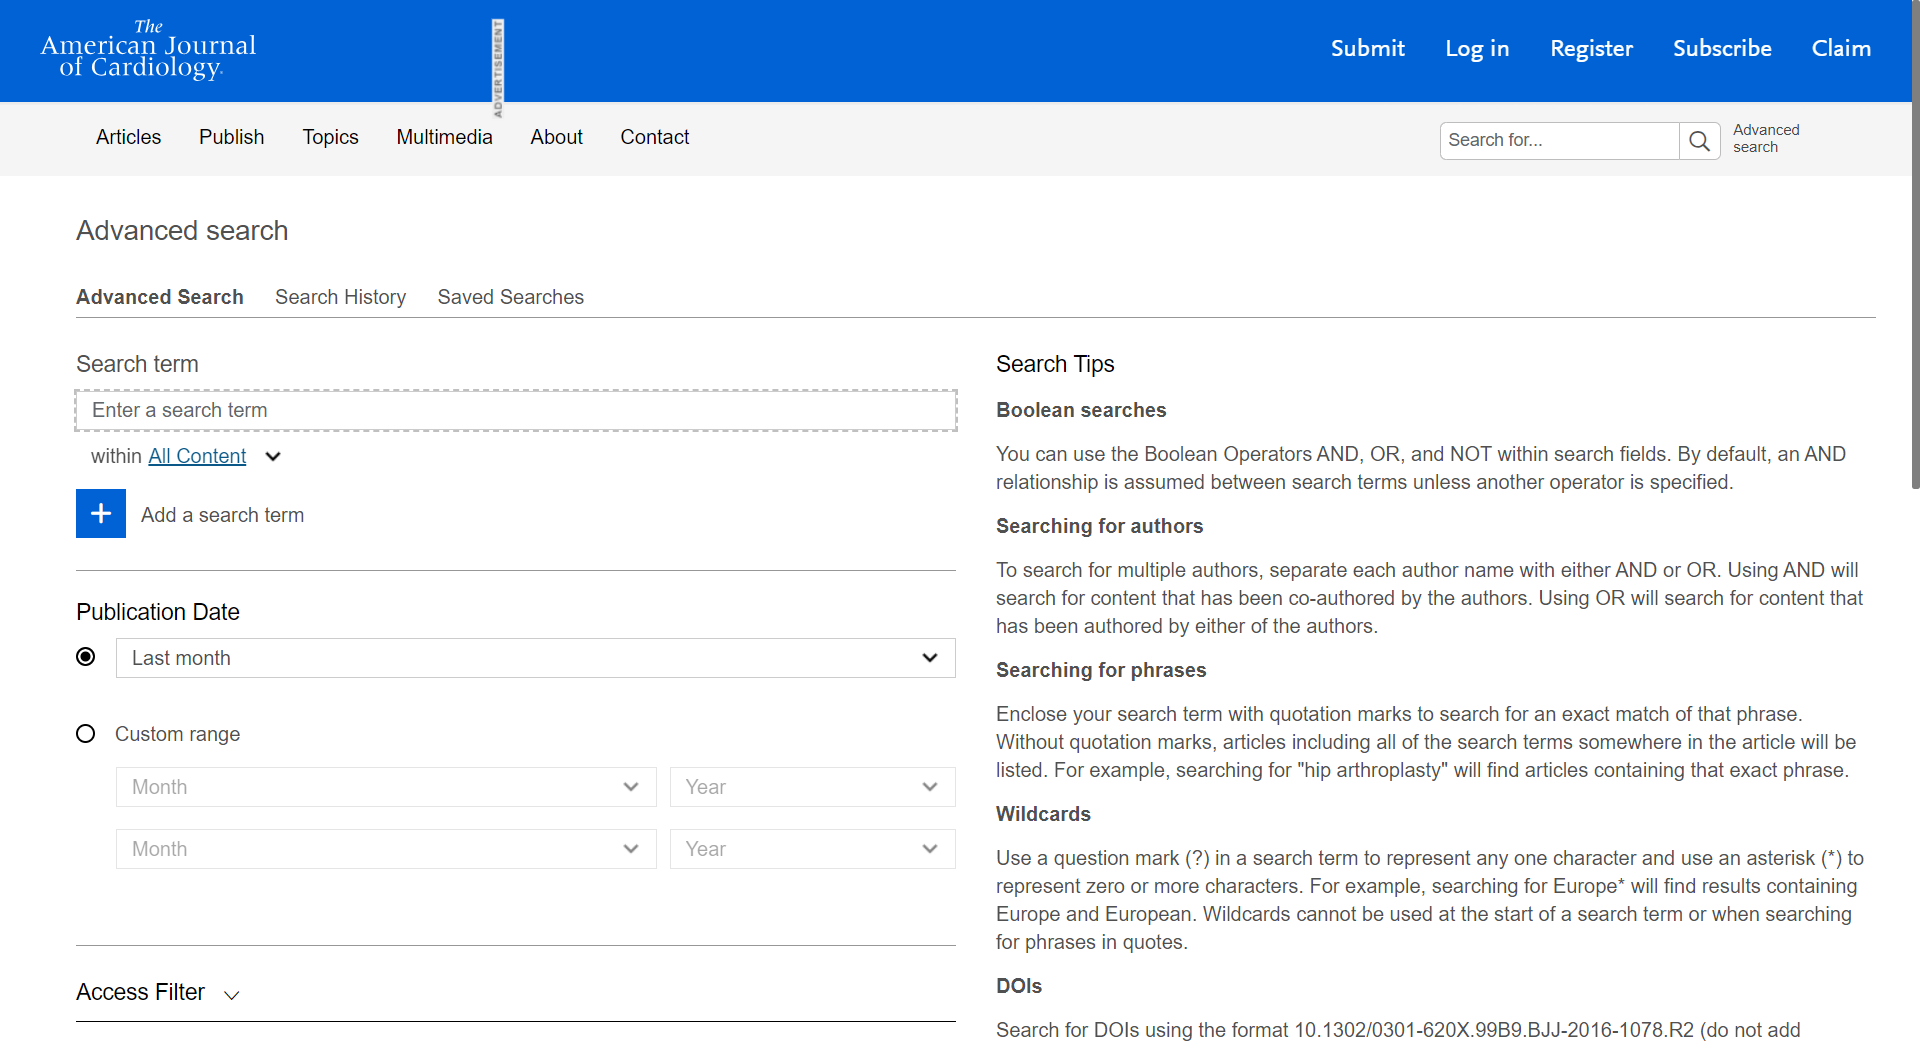 The
American Journal
of Cardiology
ADVERTISEMENT
Submit
Log in
Register
Subscribe
Claim
Articles
Publish
Topics
Multimedia
About
Contact
Search for...
Advanced
search
Advanced search
Advanced Search
Search History
Saved Searches
Search term
Enter a search term
within All Content
Add a search term
Publication Date
Last month
Custom range
Month
Year
Month
Year
Access Filter
Search Tips
Boolean searches
You can use the Boolean Operators AND, OR, and NOT within search fields. By default, an AND
relationship is assumed between search terms unless another operator is specified.
Searching for authors
To search for multiple authors, separate each author name with either AND or OR. Using AND will
search for content that has been co-authored by the authors. Using OR will search for content that
has been authored by either of the authors.
Searching for phrases
Enclose your search term with quotation marks to search for an exact match of that phrase.
Without quotation marks, articles including all of the search terms somewhere in the article will be
listed. For example, searching for "hip arthroplasty" will find articles containing that exact phrase.
Wildcards
Use a question mark (?) in a search term to represent any one character and use an asterisk (*) to
represent zero or more characters. For example, searching for Europe* will find results containing
Europe and European. Wildcards cannot be used at the start of a search term or when searching
for phrases in quotes.
DOIs
Search for DOIs using the format 10.1302/0301-620X.99B9.BJJ-2016-1078.R2 (do not add